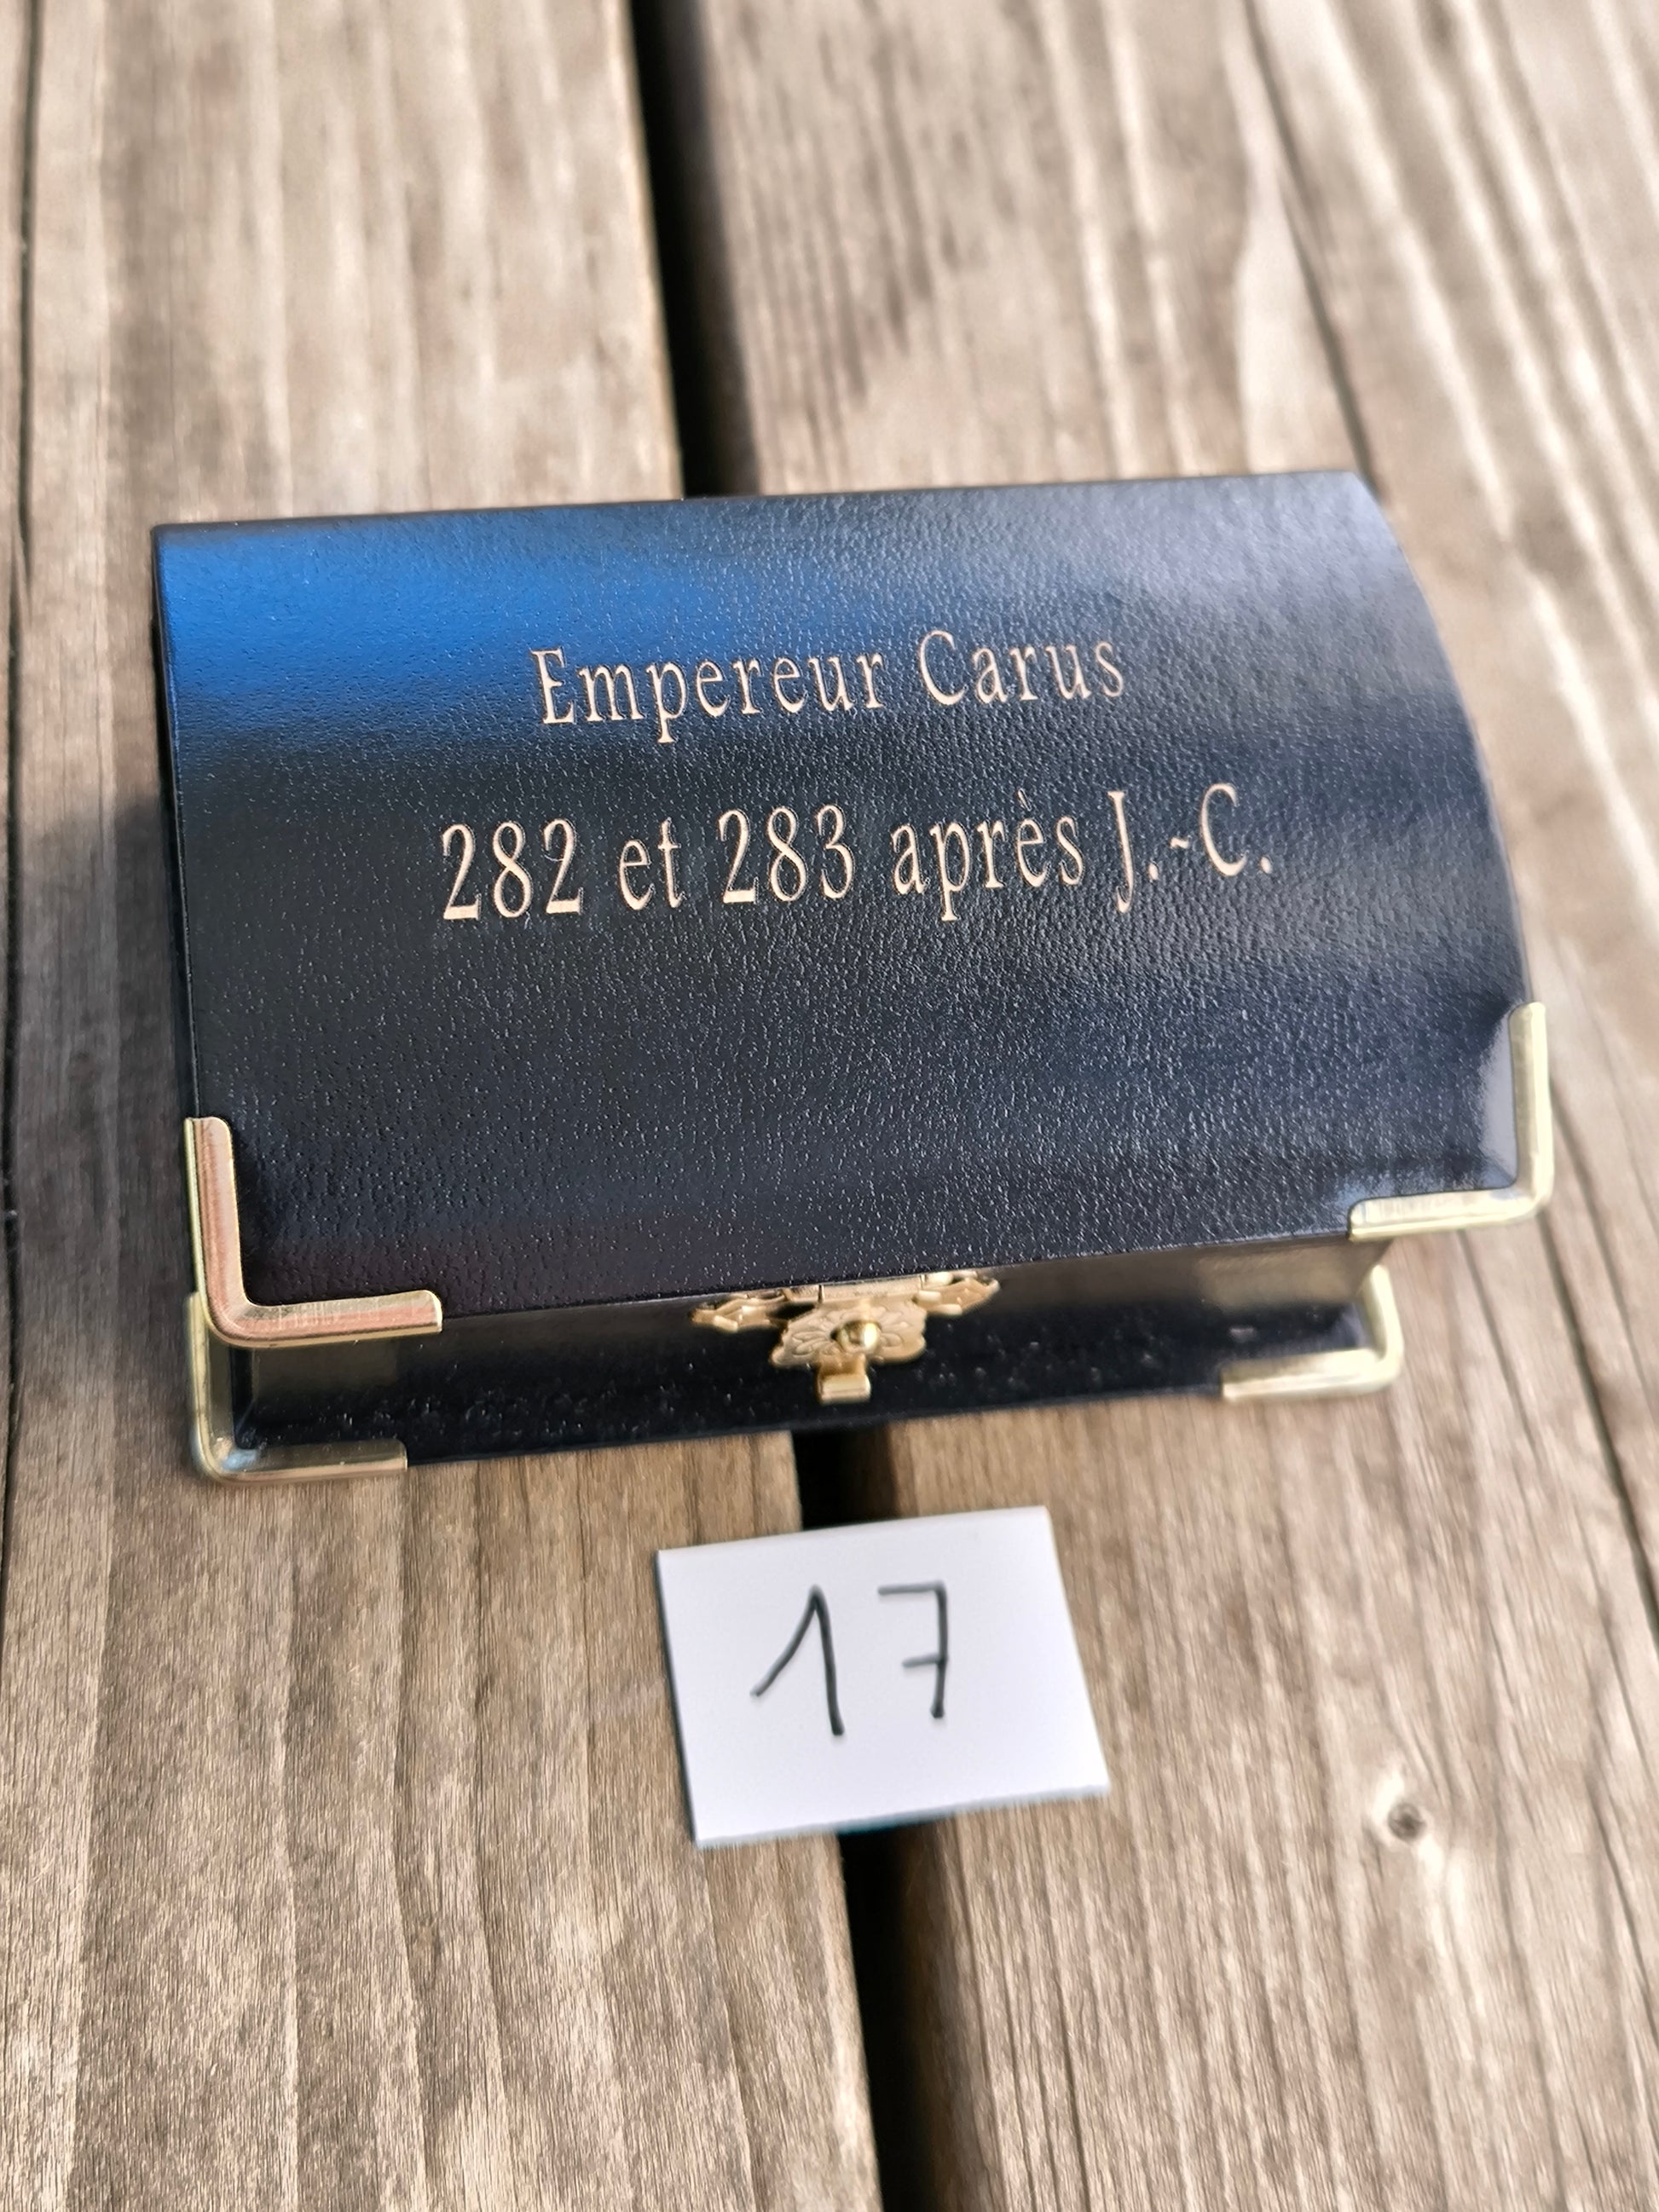 Empereur Carus
282 et 283 après J.-C.
17